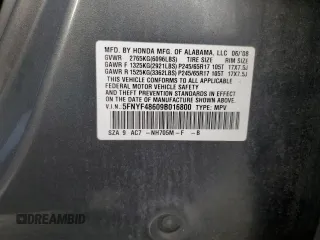 MFD. BY HONDA MFG. OF ALABAMA, LLC 06/'08
GVWR 2765KG(6096LBS) TIRE SIZE RIM SIZE
GAWR F 1325KG(2921LBS) P245/65R17 105T 17X7.5J
GAWR R 1525KG(3362LBS) P245/65R17 105T 17X7.5J
THIS VEHICLE CONFORMS TO ALL APPLICABLE
FEDERAL MOTOR VEHICLE SAFETY
AND THEFT PREVENTION STANDARDS IN EFFECT
ON THE DATE OF MANUFACTURE SHOWN ABOVE.
V.I.N. 5FNYF48609B016800 TYPE: MPV
SZA 9 AC7 -NH705M-F -B
© DREAMBID